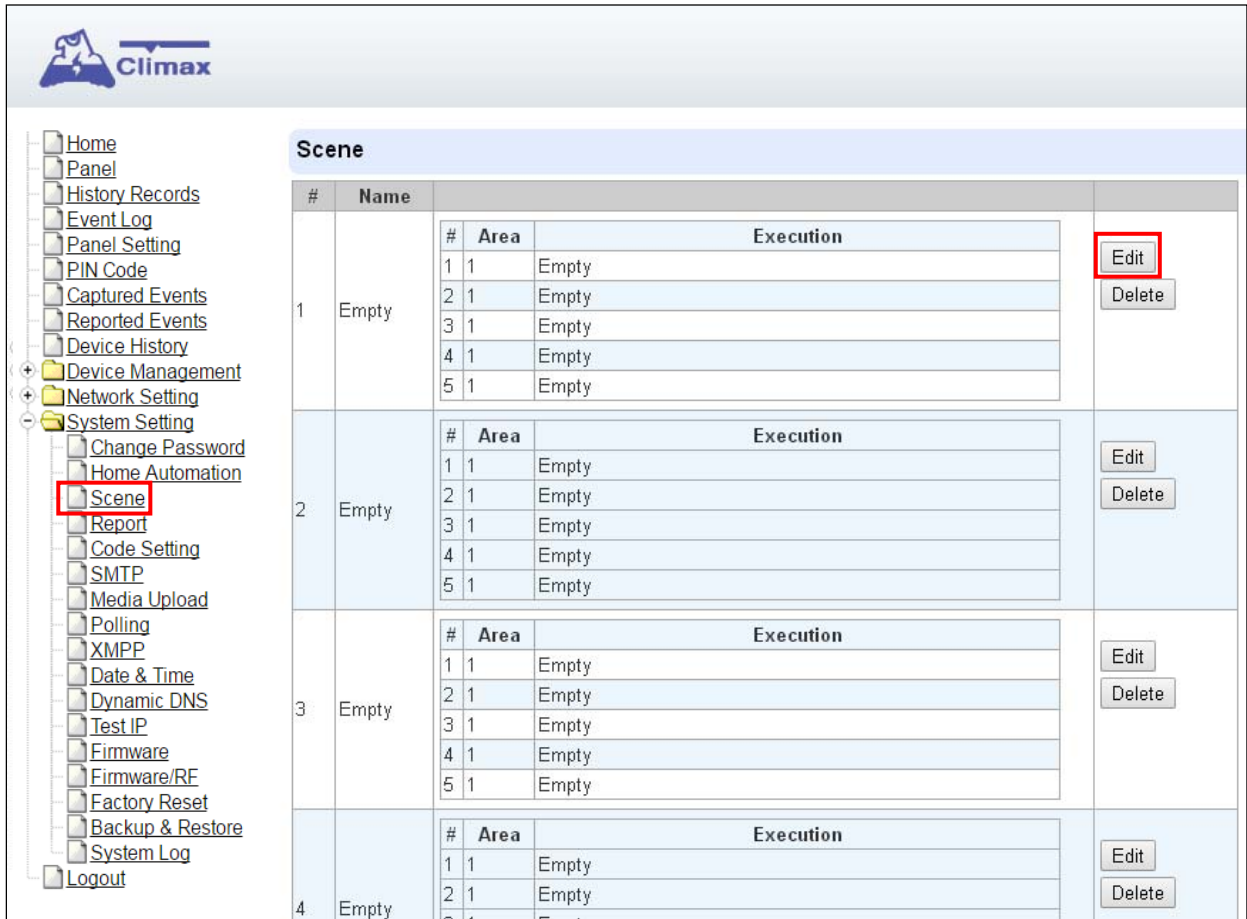 Climax
Home
Panel
History Records
Event Log
Panel Setting
PIN Code
Captured Events
Reported Events
Device History
Device Management
Network Setting
System Setting
Change Password
Home Automation
Scene
Report
Code Setting
SMTP
Media Upload
Polling
XMPP
Date & Time
Dynamic DNS
Test IP
Firmware
Firmware/RF
Factory Reset
Backup & Restore
System Log
Logout
Scene
# Name
1 Empty
# Area Execution
1 1 Empty
2 1 Empty
3 1 Empty
4 1 Empty
5 1 Empty
Edit
Delete
2 Empty
# Area Execution
1 1 Empty
2 1 Empty
3 1 Empty
4 1 Empty
5 1 Empty
Edit
Delete
3 Empty
# Area Execution
1 1 Empty
2 1 Empty
3 1 Empty
4 1 Empty
5 1 Empty
Edit
Delete
4 Empty
# Area Execution
1 1 Empty
2 1 Empty
Edit
Delete